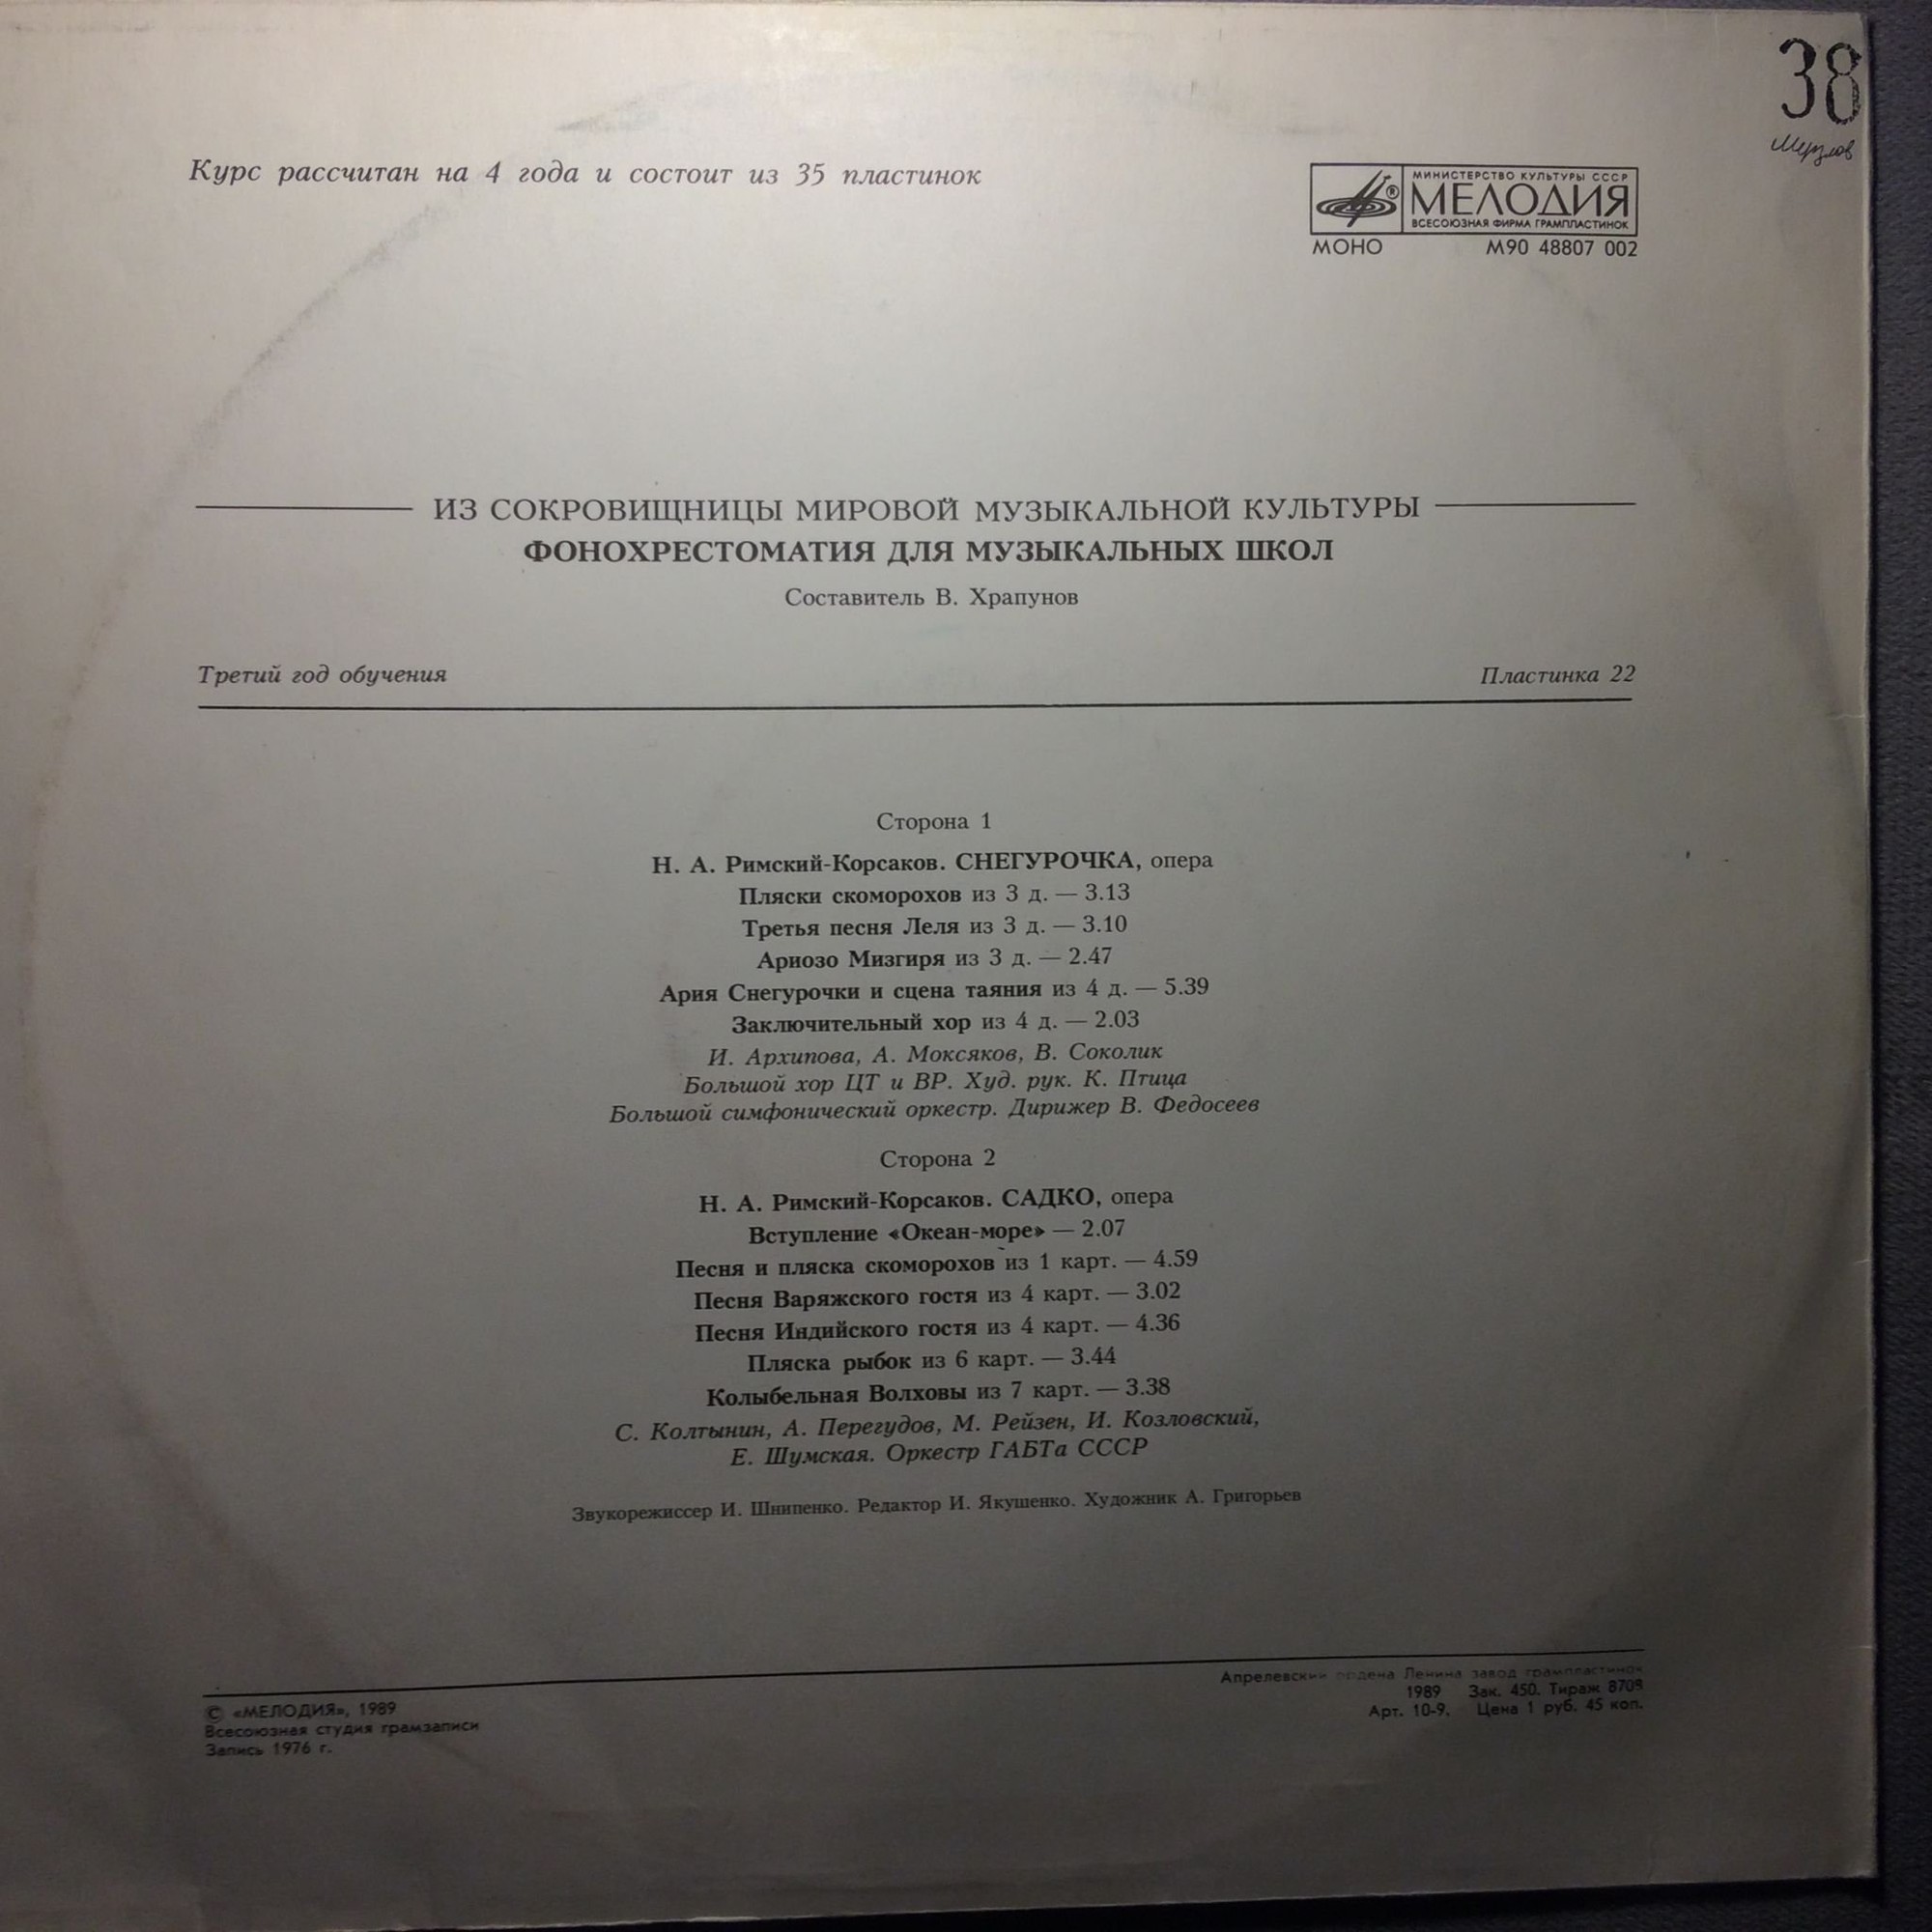 38
Курс рассчитан на 4 года и состоит из 35 пластинок
МИНИСТЕРСТВО КУЛЬТУРЫ СССР
МЕЛОДИЯ
ВСЕСОЮЗНАЯ ФИРМА ГРАМПЛАСТИНОК
МОНО М90 48807 002
ИЗ СОКРОВИЩНИЦЫ МИРОВОЙ МУЗЫКАЛЬНОЙ КУЛЬТУРЫ
ФОНОХРЕСТОМАТИЯ ДЛЯ МУЗЫКАЛЬНЫХ ШКОЛ
Составитель В. Храпунов
Третий год обучения Пластинка 22
Сторона 1
Н. А. Римский-Корсаков. СНЕГУРОЧКА, опера
Пляски скоморохов из 3 д. — 3.13
Третья песня Леля из 3 д. — 3.10
Ариозо Мизгиря из 3 д. — 2.47
Ария Снегурочки и сцена таяния из 4 д. — 5.39
Заключительный хор из 4 д. — 2.03
И. Архипова, А. Моксяков, В. Соколик
Большой хор ЦТ и ВР. Худ. рук. К. Птица
Большой симфонический оркестр. Дирижер В. Федосеев
Сторона 2
Н. А. Римский-Корсаков. САДКО, опера
Вступление «Океан-море» — 2.07
Песня и пляска скоморохов из 1 карт. — 4.59
Песня Варяжского гостя из 4 карт. — 3.02
Песня Индийского гостя из 4 карт. — 4.36
Пляска рыбок из 6 карт. — 3.44
Колыбельная Волховы из 7 карт. — 3.38
С. Колтынин, А. Перегудов, М. Рейзен, И. Козловский,
Е. Шумская. Оркестр ГАБТа СССР
Звукорежиссер И. Шнипенко. Редактор И. Якушенко. Художник А. Григорьев
© «МЕЛОДИЯ», 1989
Всесоюзная студия грамзаписи
Запись 1976 г.
Апрелевский ордена Ленина завод грампластинок
1989 Зак. 450. Тираж
Арт. 10-9. Цена 1 руб. 45 коп.